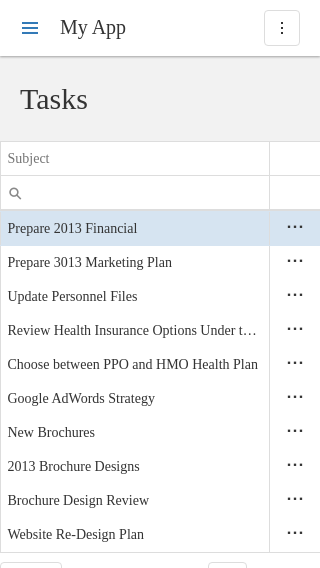 My App
Tasks
Subject
Prepare 2013 Financial
Prepare 3013 Marketing Plan
Update Personnel Files
Review Health Insurance Options Under t...
Choose between PPO and HMO Health Plan
Google AdWords Strategy
New Brochures
2013 Brochure Designs
Brochure Design Review
Website Re-Design Plan